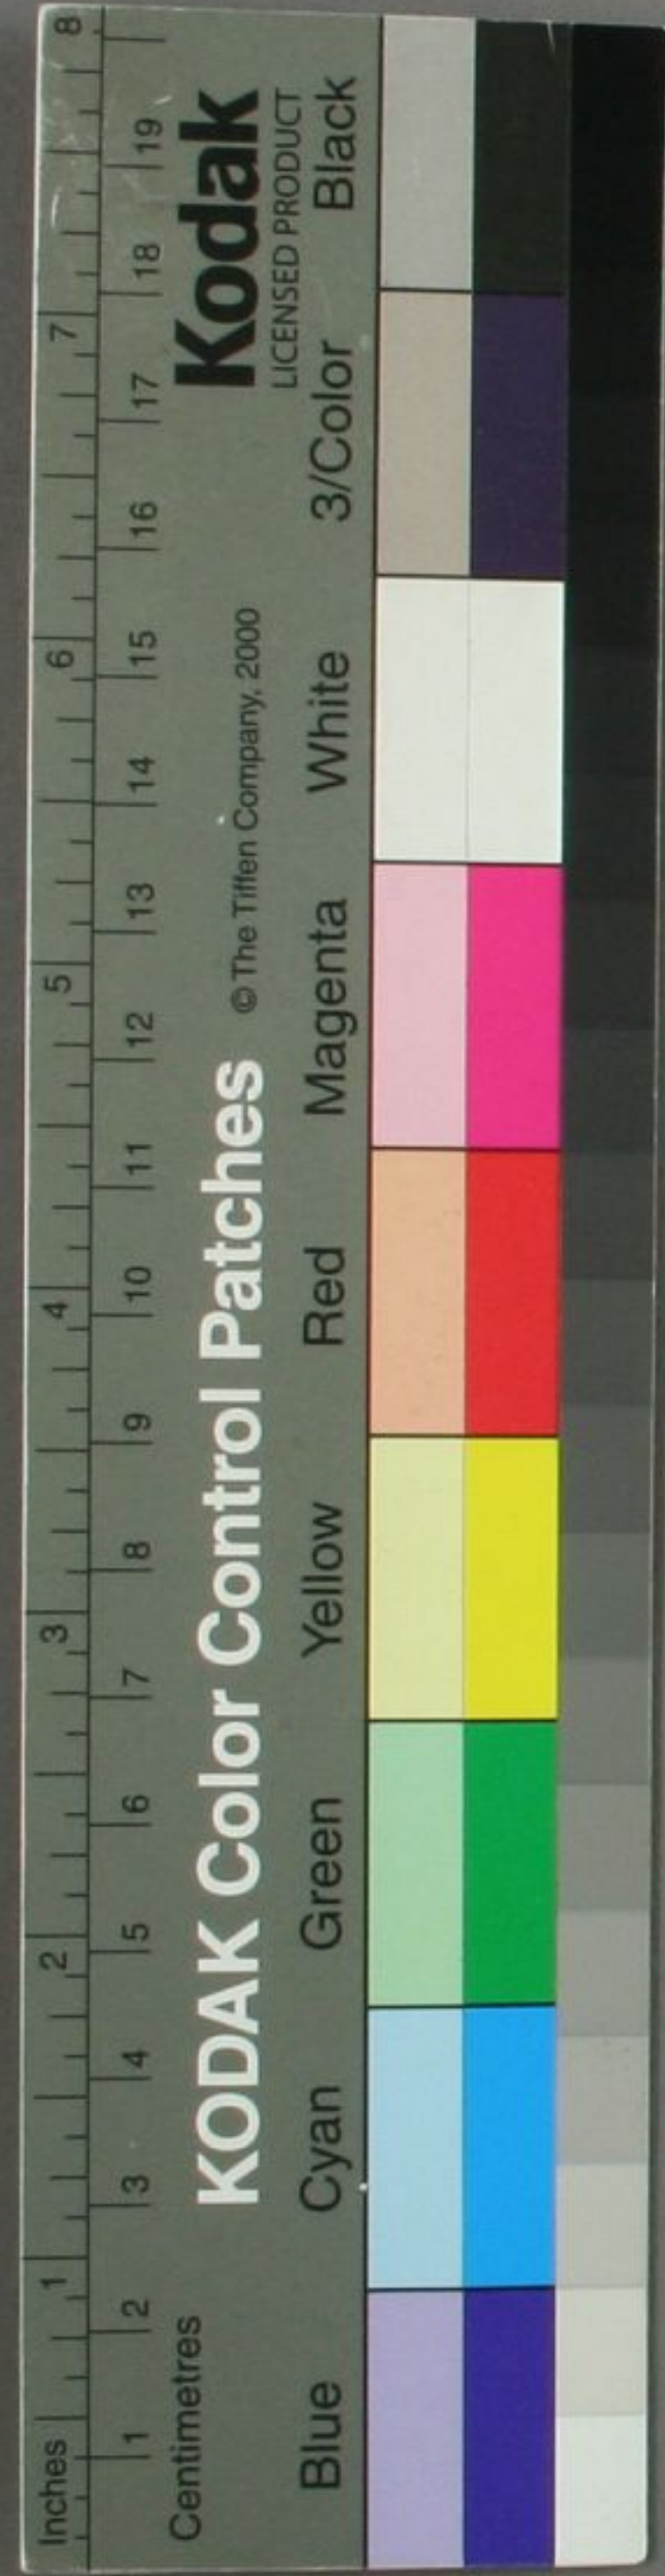 Inches 1 2 3 4 5 6 7 8
1 2 3 4 5 6 7 8 9 10 11 12 13 14 15 16 17 18 19
Centimetres
KODAK Color Control Patches © The Tiffen Company, 2000 Kodak
LICENSED PRODUCT
Blue Cyan Green Yellow Red Magenta White 3/Color Black